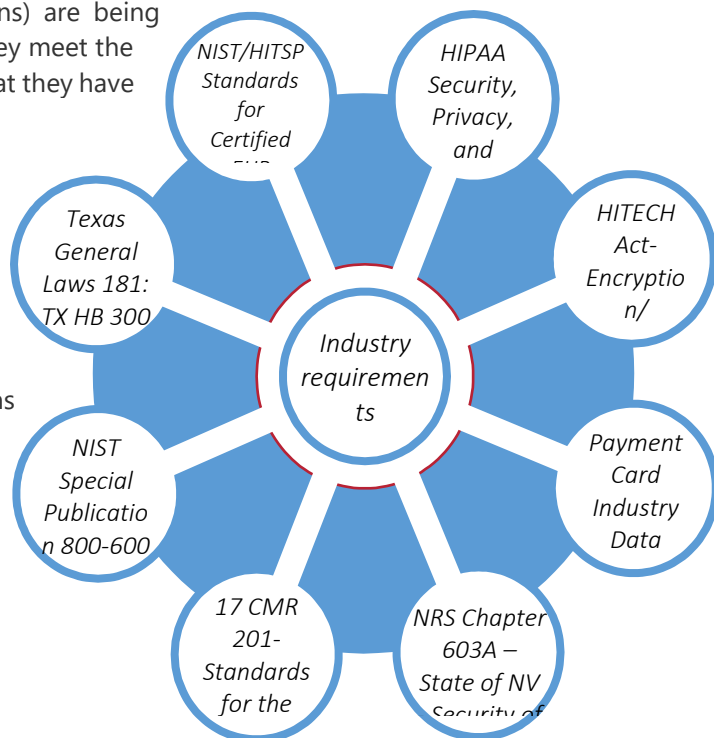 ns) are being
ey meet the
at they have
NIST/HITSP
Standards
for
Certified
HIPAA
Security,
Privacy,
and
HITECH
Act-
Encryptio
n/
Payment
Card
Industry
Data
NRS Chapter
603A –
State of NV
Security of
17 CMR
201-
Standards
for the
NIST
Special
Publicatio
n 800-600
Texas
General
Laws 181:
TX HB 300
Industry
requiremen
ts
ns